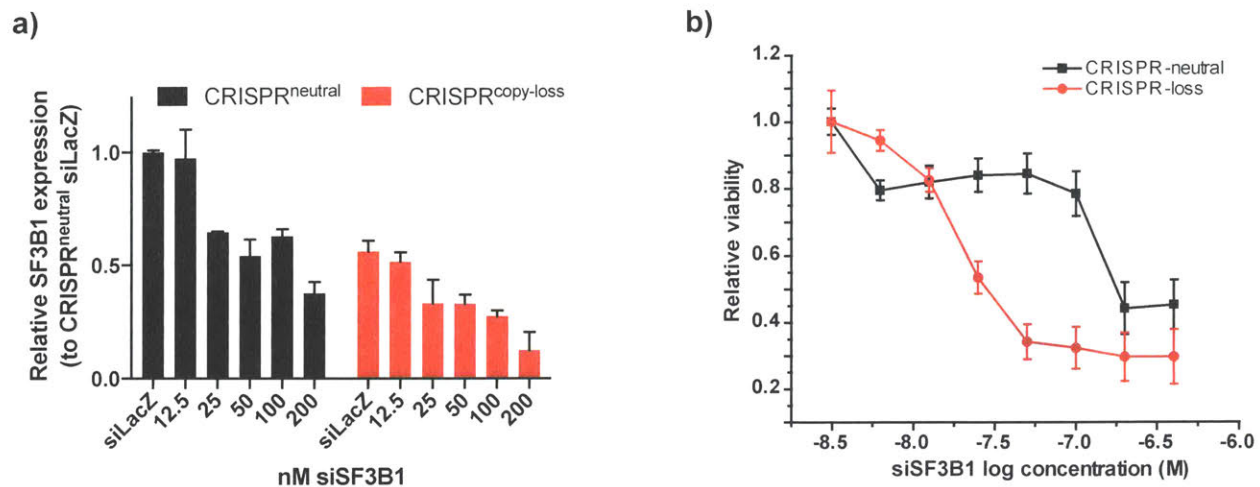 a)
CRISPRneutral
CRISPRcopy-loss
Relative SF3B1 expression
(to CRISPRneutral siLacZ)
1.0
0.5
0.0
siLacZ
12.5
25
50
100
200
siLacZ
12.5
25
50
100
200
nM siSF3B1
b)
CRISPR-neutral
CRISPR-loss
Relative viability
1.2
1.0
0.8
0.6
0.4
0.2
-8.5
-8.0
-7.5
-7.0
-6.5
-6.0
siSF3B1 log concentration (M)